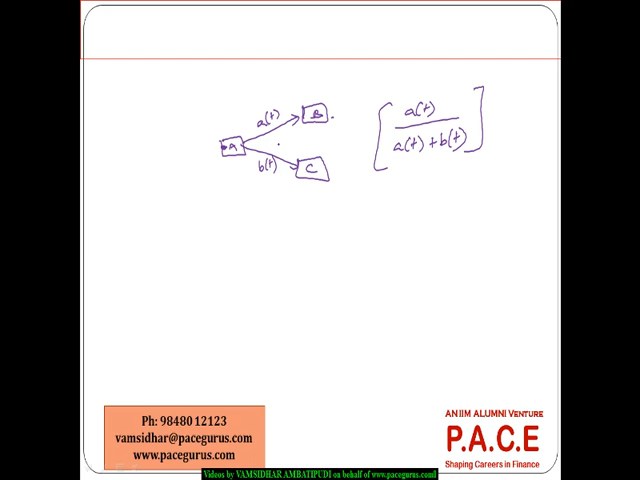 a(t)
B
A
b(t)
C
a(t)
a(t) + b(t)
Ph: 98480 12123
vamsidhar@pacegurus.com
www.pacegurus.com
AN IIM ALUMNI VENTURE
P.A.C.E
Shaping Careers in Finance
Videos by VAMSIDHAR AMBATIPUDI on behalf of www.pacegurus.com